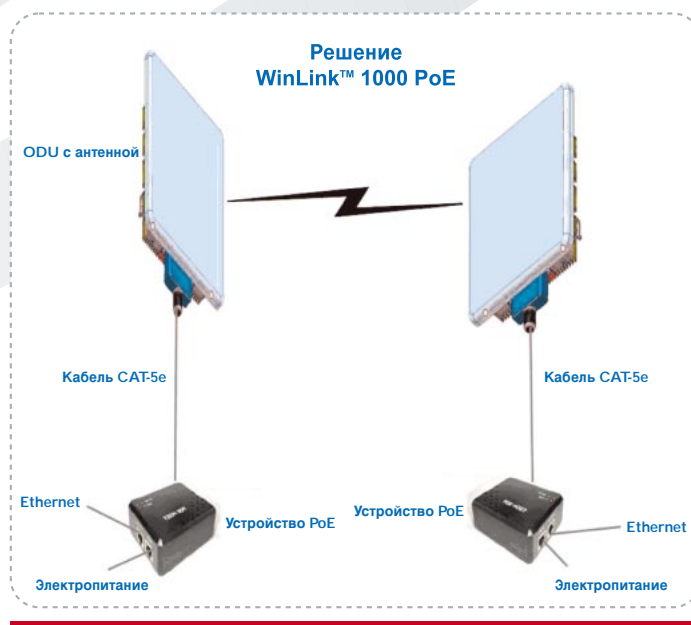 Решение
WinLink™ 1000 PoE
ODU с антенной
Кабель CAT-5e
Кабель CAT-5e
Ethernet
Устройство PoE
Устройство PoE
Ethernet
Электропитание
Электропитание